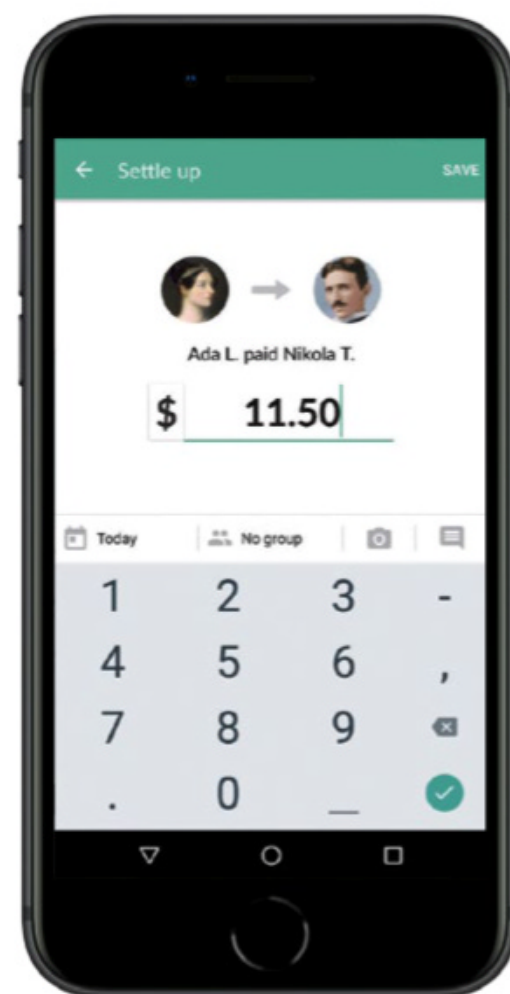 Settle up SAVE
Ada L. paid Nikola T.
$ 11.50
Today No group
1 2 3 -
4 5 6 ,
7 8 9
. 0 _